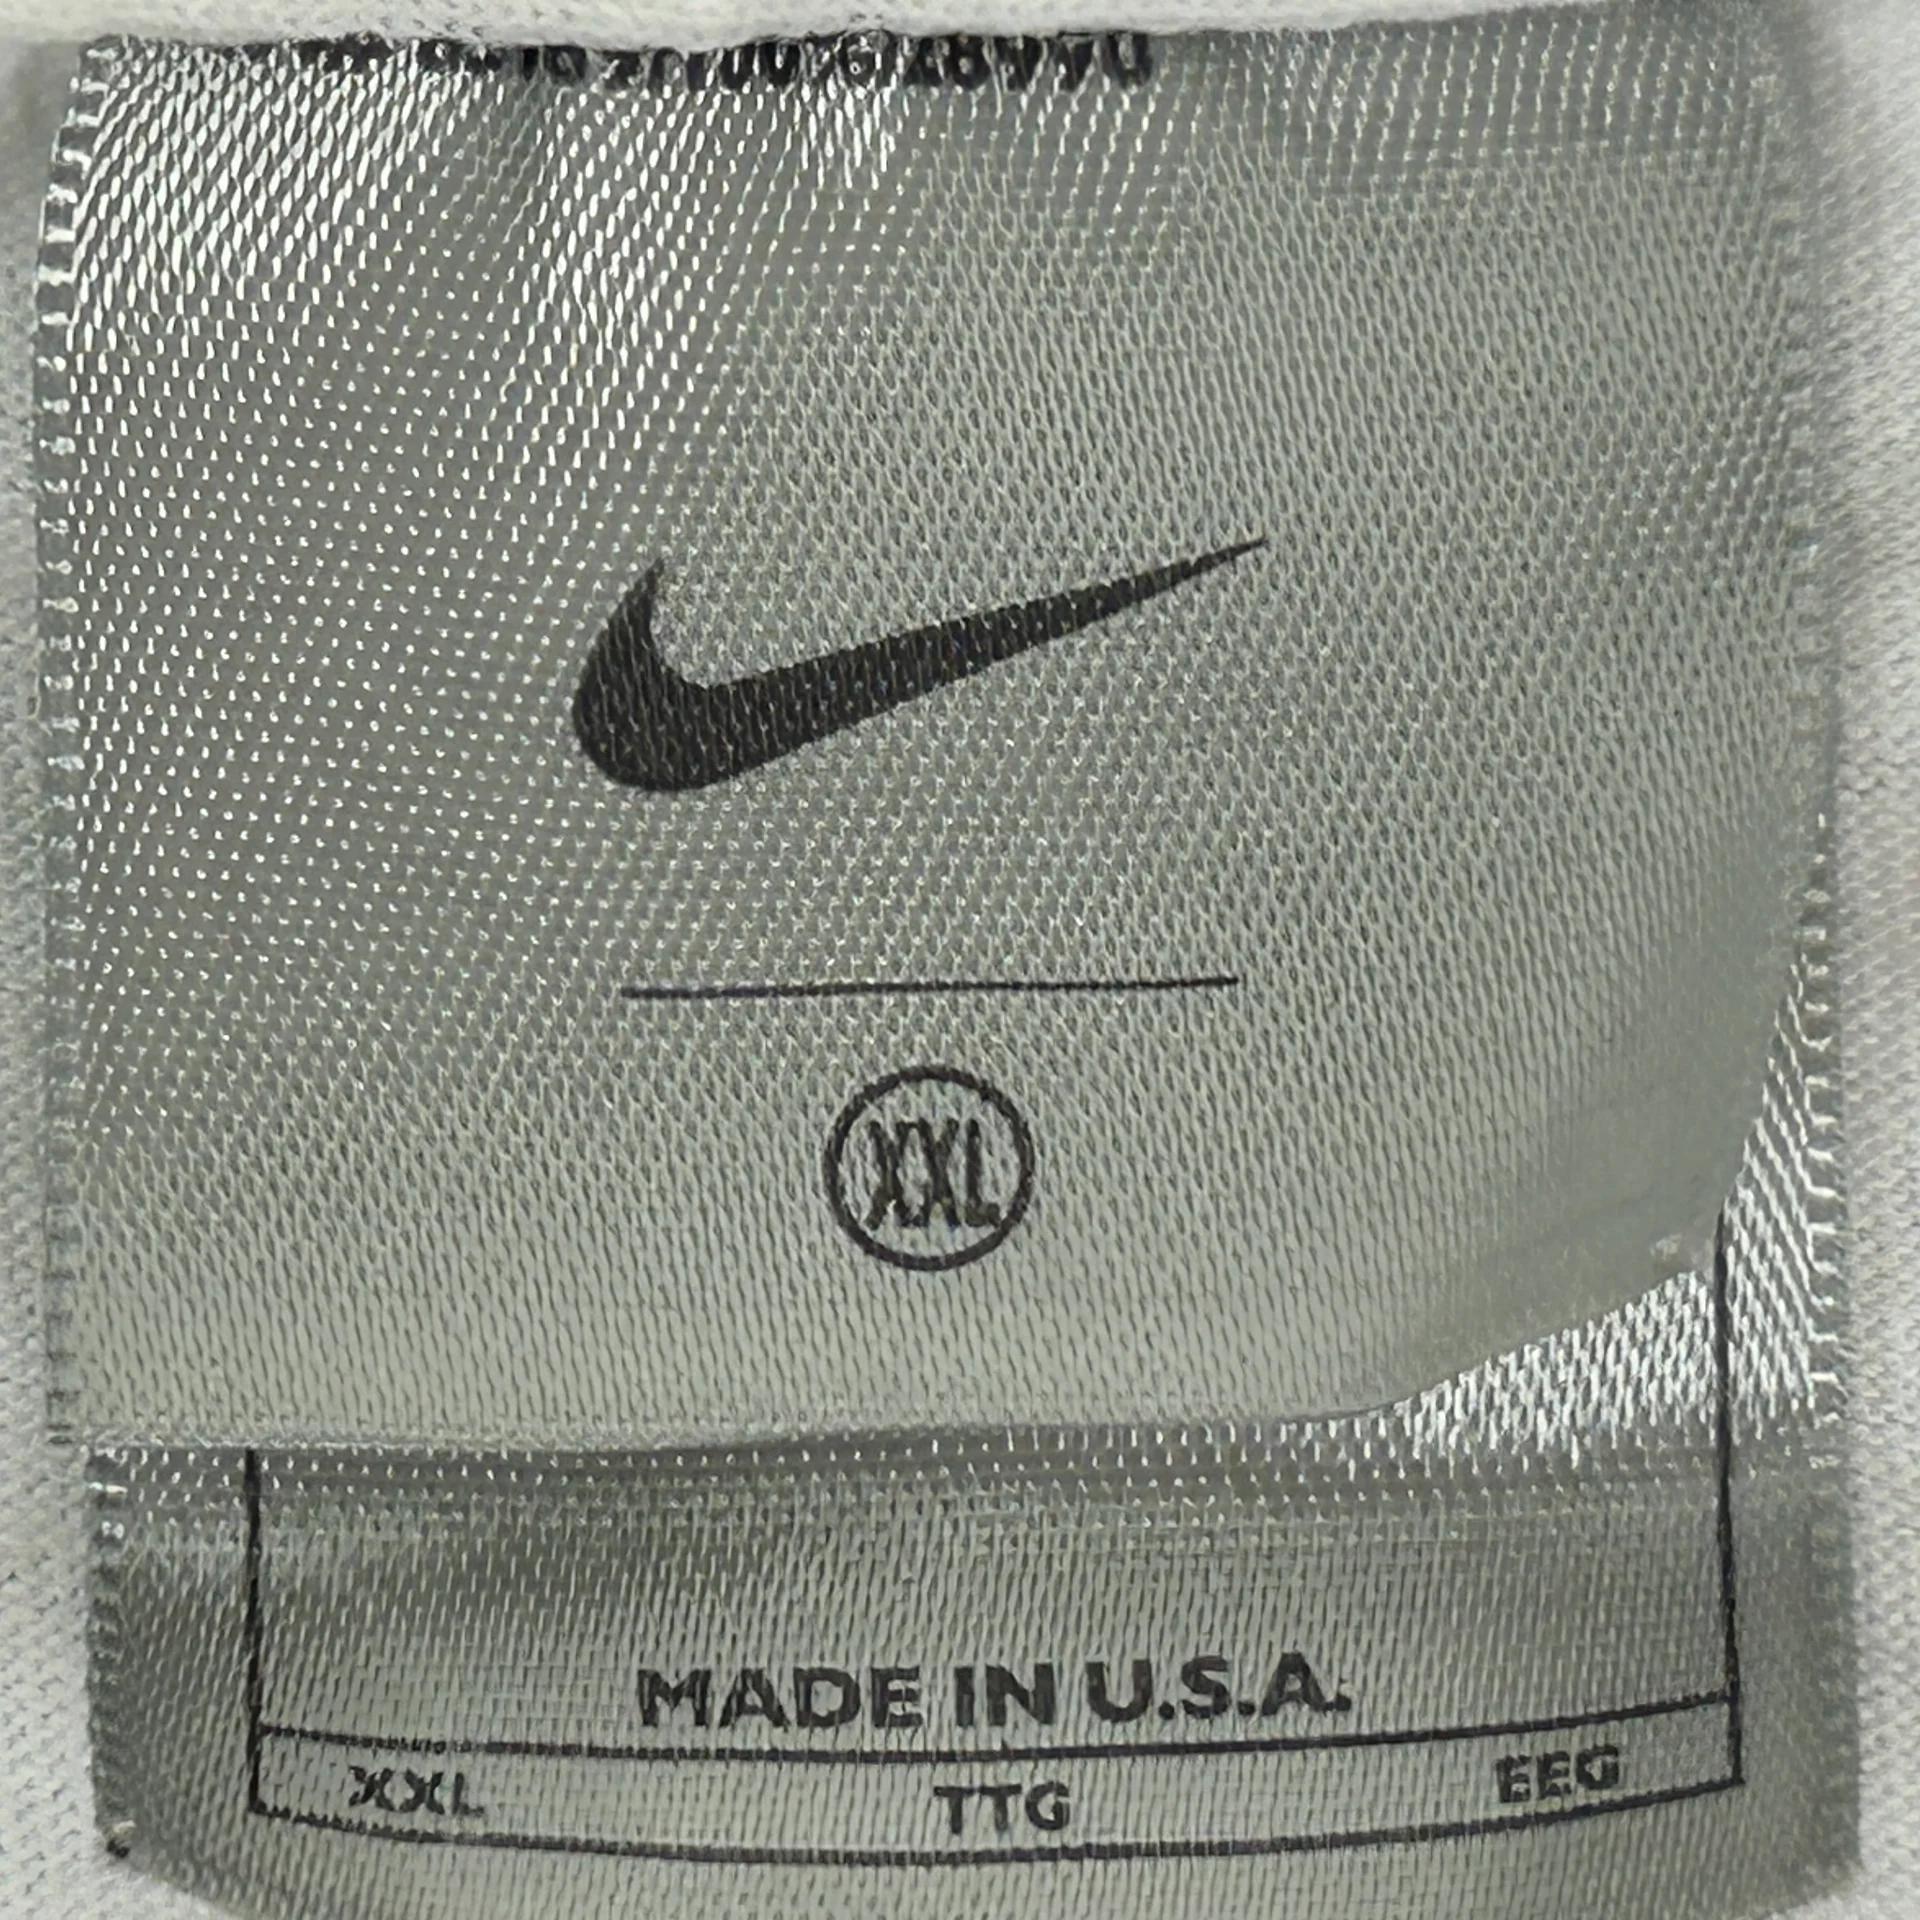 XXL
MADE IN U.S.A.
XXL TTG EEG